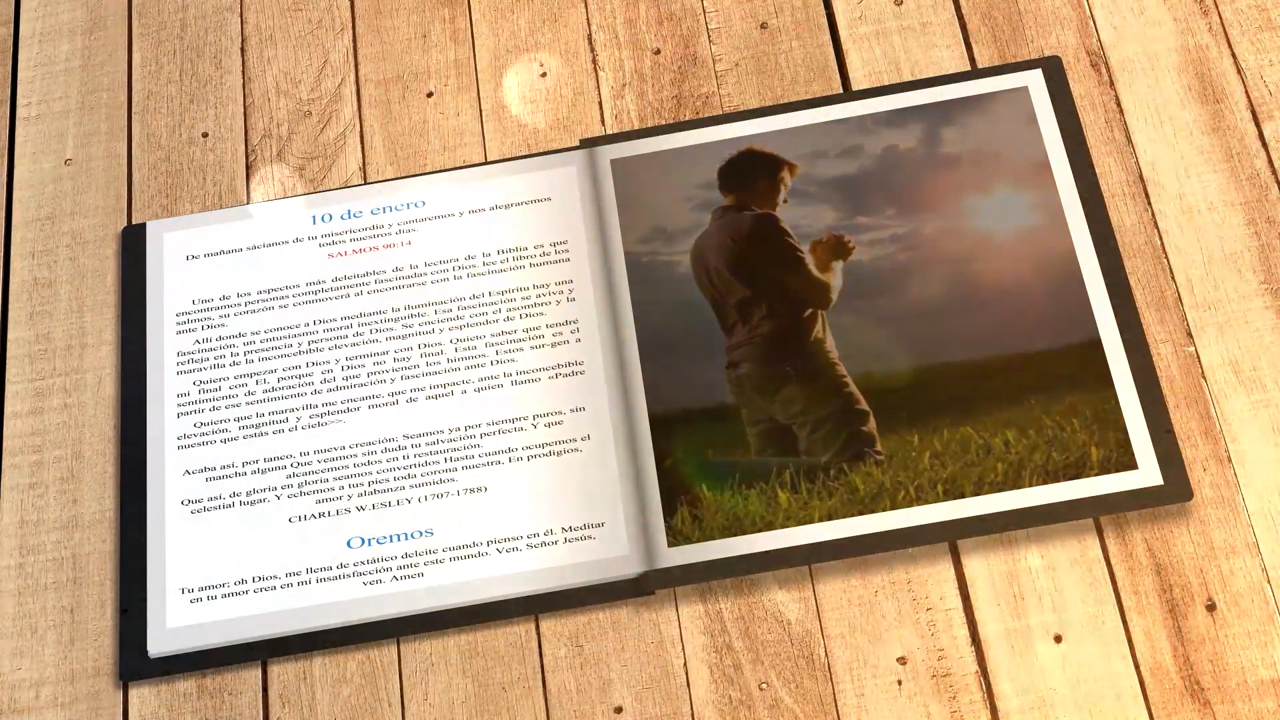 10 de enero
De mañana sácianos de tu misericordia y cantaremos y nos alegraremos
todos nuestros días.
SALMOS 90:14
Uno de los aspectos más deleitables de la lectura de la Biblia es que
encontramos personas completamente fascinadas con Dios. lee el libro de los
salmos, su corazón se conmoverá al encontrarse con la fascinación humana
ante Dios.
Allí donde se conoce a Dios mediante la iluminación del Espíritu hay una
fascinación, un entusiasmo moral inextinguible. Esa fascinación se aviva y
refleja en la presencia y persona de Dios. Se enciende con el asombro y la
maravilla de la inconcebible elevación, magnitud y esplendor de Dios.
Quiero empezar con Dios y terminar con Dios. Quieto saber que tendré
mi final con El, porque en Dios no hay final. Esta fascinación es el
sentimiento de adoración del que provienen los himnos. Estos sur-gen a
partir de ese sentimiento de admiración y fascinación ante Dios.
Quiero que la maravilla me encante, que me impacte, ante la inconcebible
elevación, magnitud y esplendor moral de aquel a quien llamo «Padre
nuestro que estás en el cielo>>.
Acaba así, por tanco, tu nueva creación; Seamos ya por siempre puros, sin
mancha alguna Que veamos sin duda tu salvación perfecta, Y que
alcancemos todos en ti restauración.
Que así, de gloria en gloria seamos convertidos Hasta cuando ocupemos el
celestial lugar, Y echemos a tus pies toda corona nuestra, En prodigios,
amor y alabanza sumidos.
CHARLES W.ESLEY (1707-1788)
Oremos
Tu amor; oh Dios, me llena de extático deleite cuando pienso en él. Meditar
en tu amor crea en mí insatisfacción ante este mundo. Ven, Señor Jesús,
ven. Amen